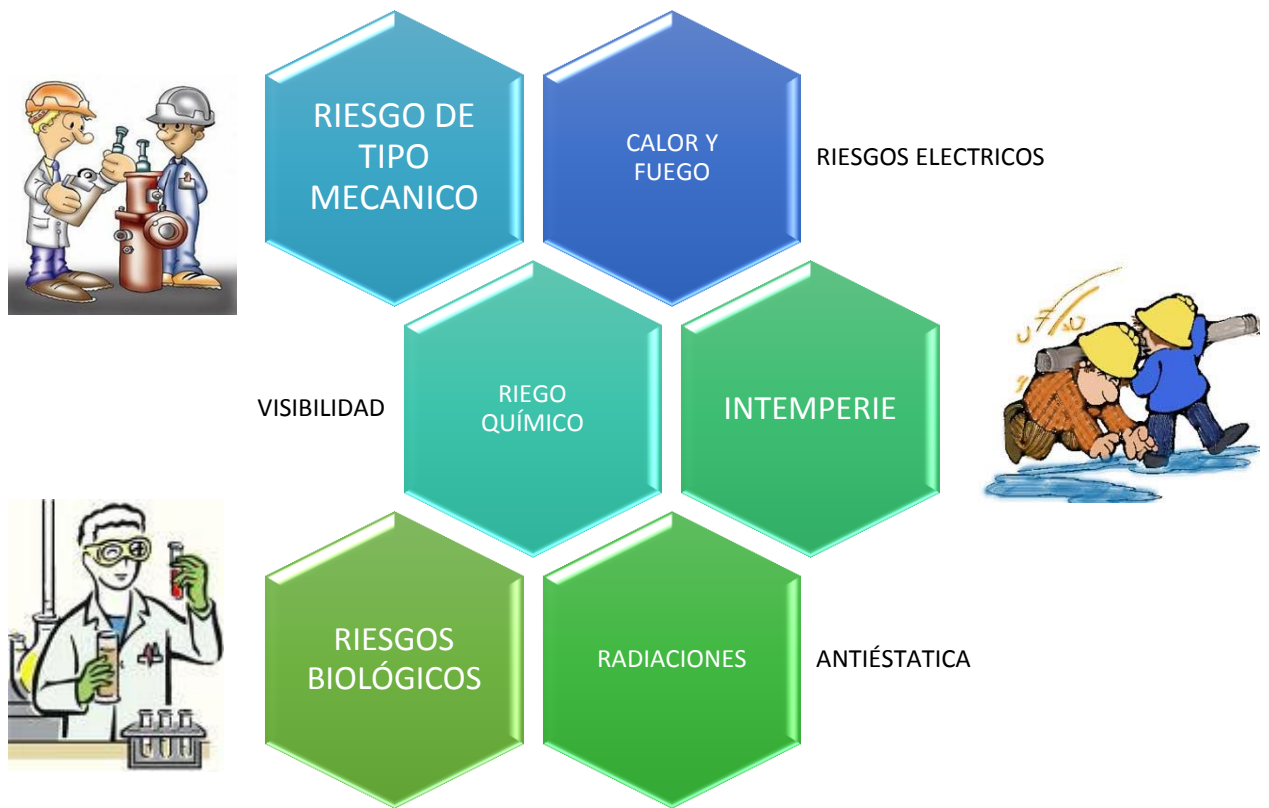 RIESGO DE
TIPO
MECANICO
CALOR Y
FUEGO
RIESGOS ELECTRICOS
VISIBILIDAD
RIEGO
QUÍMICO
INTEMPERIE
RIESGOS
BIOLÓGICOS
RADIACIONES
ANTIÉSTATICA